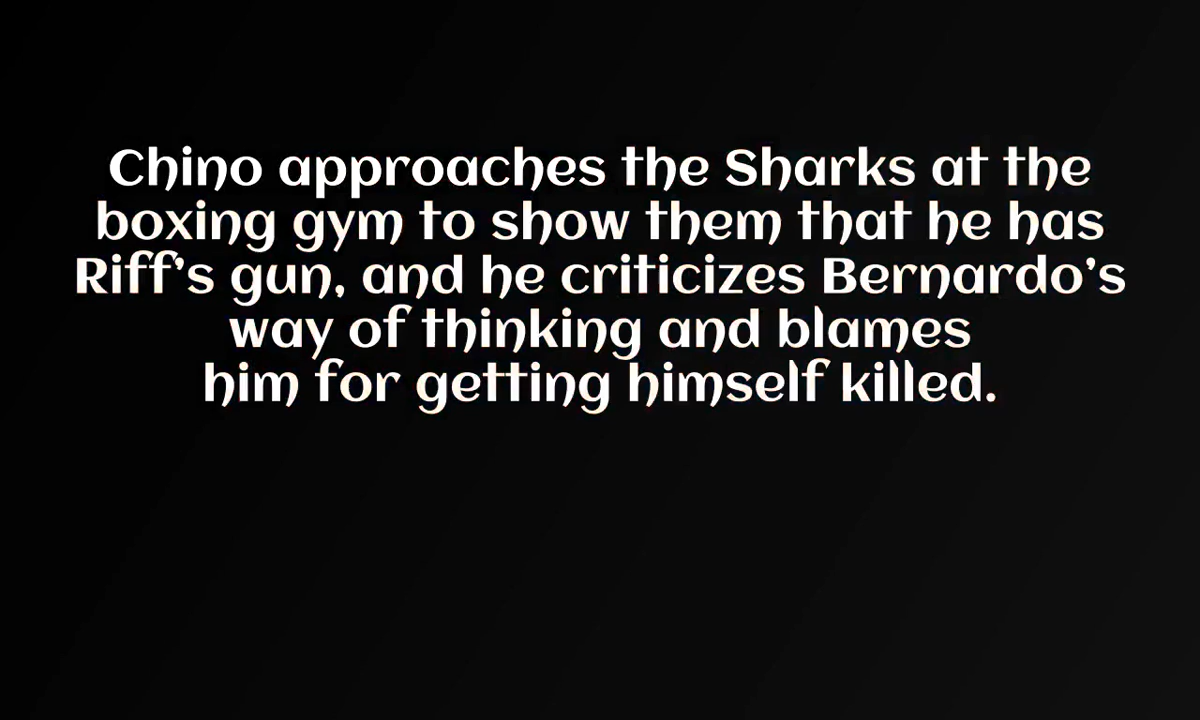 Chino approaches the Sharks at the
boxing gym to show them that he has
Riff's gun, and he criticizes Bernardo's
way of thinking and blames
him for getting himself killed.